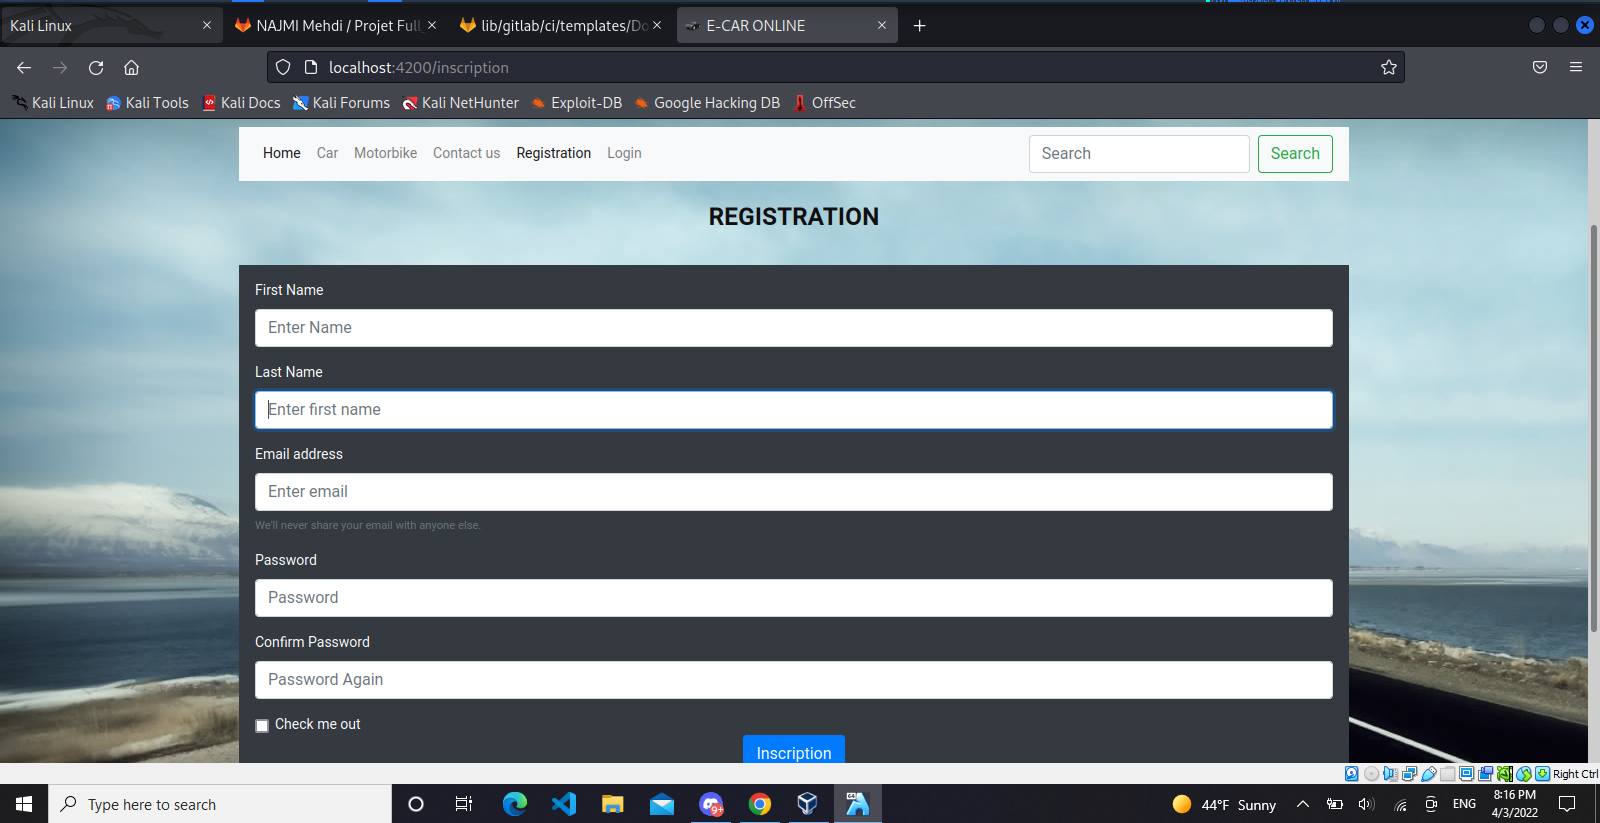 Kali Linux
NAJMI Mehdi / Projet Full_
lib/gitlab/ci/templates/Do
E-CAR ONLINE
localhost:4200/inscription
Kali Linux
Kali Tools
Kali Docs
Kali Forums
Kali NetHunter
Exploit-DB
Google Hacking DB
OffSec
Home
Car
Motorbike
Contact us
Registration
Login
Search
Search
REGISTRATION
First Name
Enter Name
Last Name
Enter first name
Email address
Enter email
We'll never share your email with anyone else.
Password
Password
Confirm Password
Password Again
Check me out
Inscription
Right Ctrl
Type here to search
9+
64
44°F Sunny
ENG
8:16 PM
4/3/2022